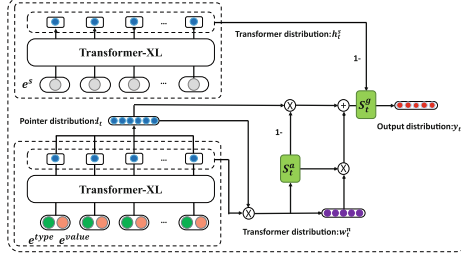 ...
Transformer-XL
Transformer distribution:h_t^s
e^s
...
1-
S_t^g
Pointer distribution:l_t
Output distribution:y_t
1-
...
S_t^a
Transformer-XL
...
e^type e^value
Transformer distribution:w_t^n